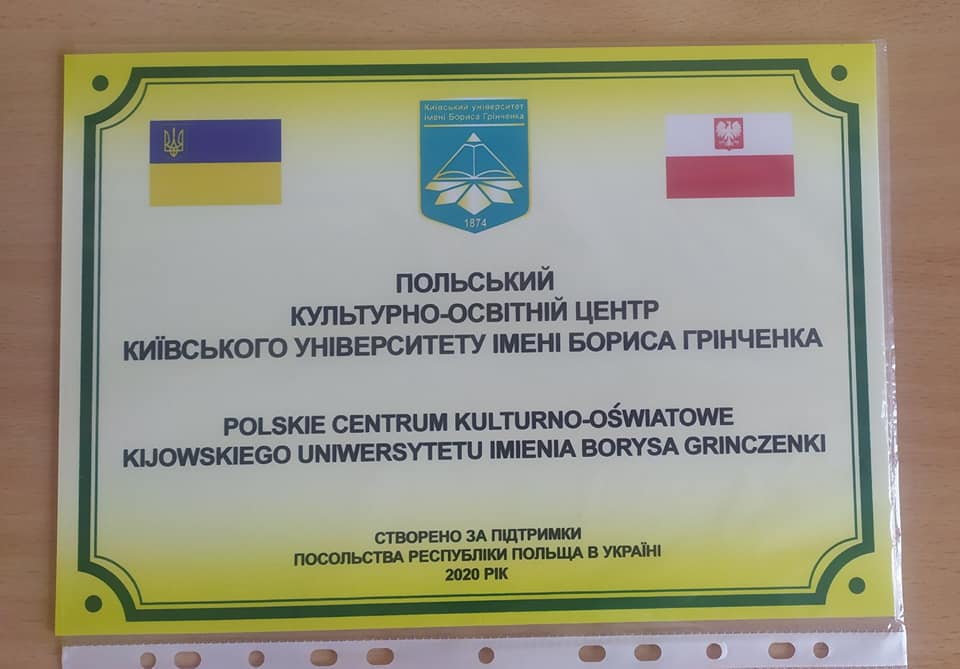 Київський університет
імені Бориса Грінченка
1874
ПОЛЬСЬКИЙ
КУЛЬТУРНО-ОСВІТНІЙ ЦЕНТР
КИЇВСЬКОГО УНІВЕРСИТЕТУ ІМЕНІ БОРИСА ГРІНЧЕНКА
POLSKIE CENTRUM KULTURNO-OŚWIATOWE
KIJOWSKIEGO UNIWERSYTETU IMIENIA BORYSA GRINCZENKI
СТВОРЕНО ЗА ПІДТРИМКИ
ПОСОЛЬСТВА РЕСПУБЛІКИ ПОЛЬЩА В УКРАЇНІ
2020 РІК